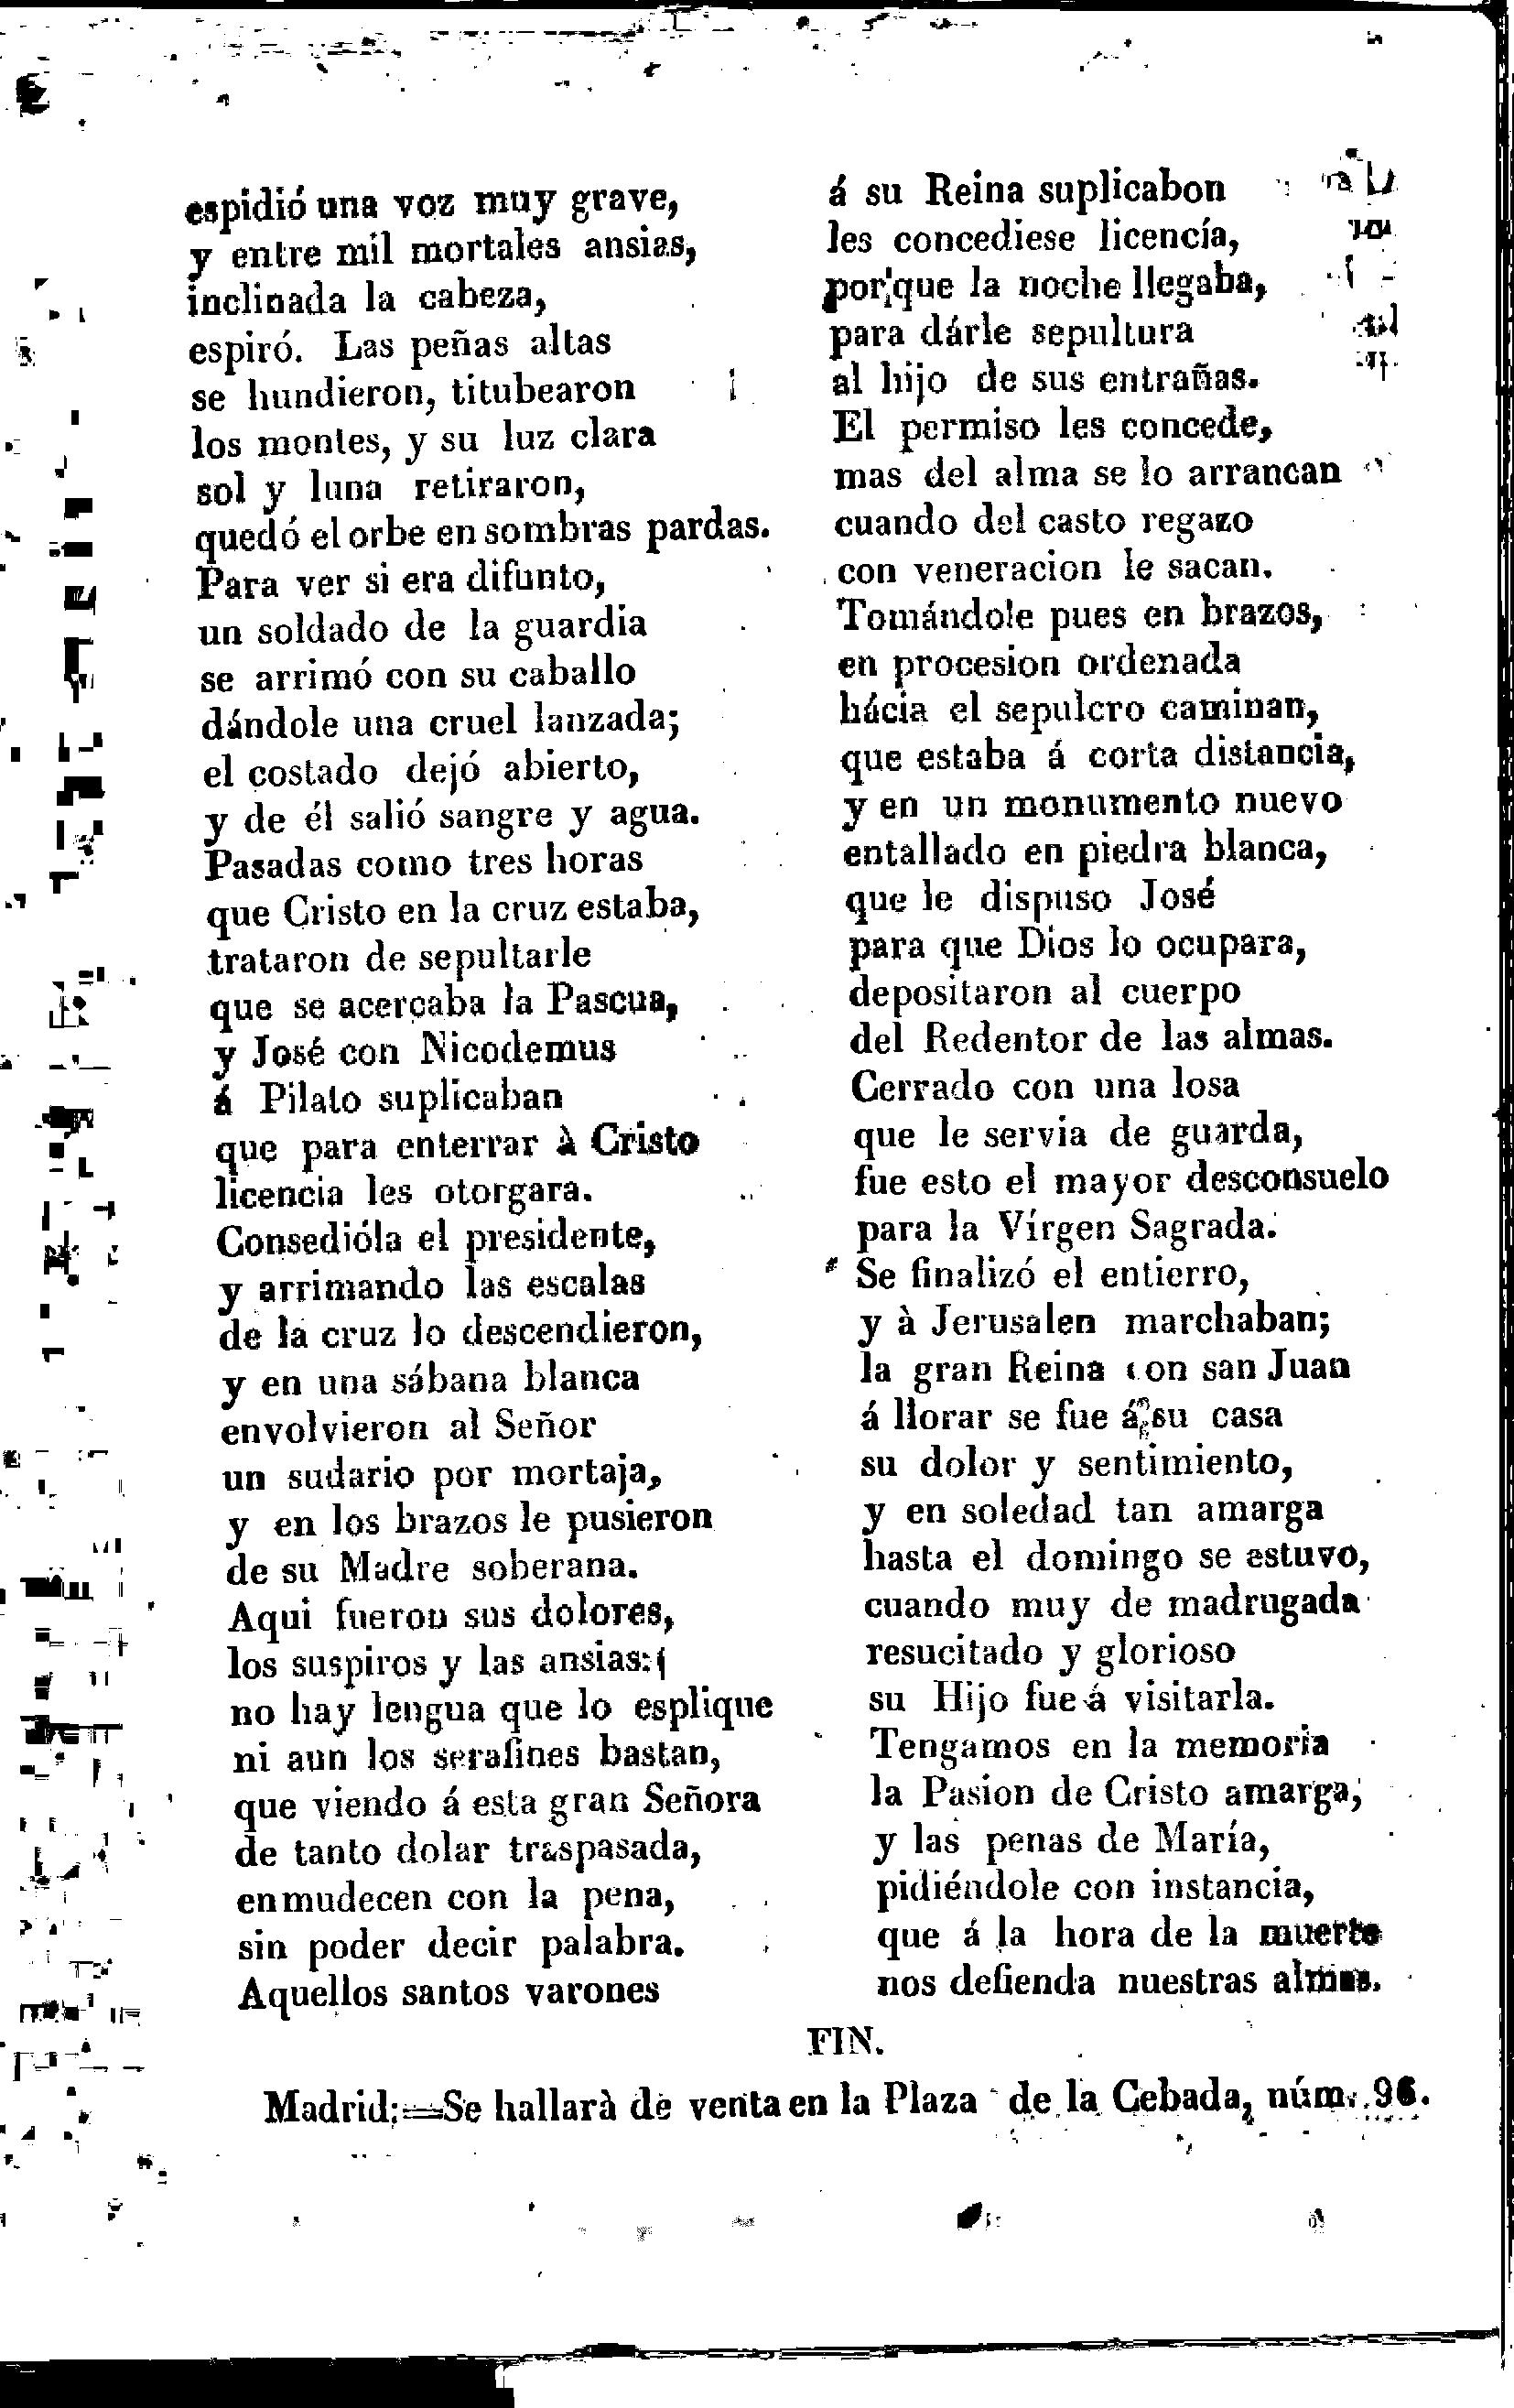 espidió una voz muy grave,
y entre mil mortales ansias,
inclinada la cabeza,
espiró. Las peñas altas
se hundieron, titubearon
los montes, y su luz clara
sol y luna retiraron,
quedó el orbe en sombras pardas.
Para ver si era difunto,
un soldado de la guardia
se arrimó con su caballo
dándole una cruel lanzada;
el costado dejó abierto,
y de él salió sangre y agua.
Pasadas como tres horas
que Cristo en la cruz estaba,
trataron de sepultarle
que se acercaba la Pascua,
y José con Nicodemus
á Pilato suplicaban
que para enterrar à Cristo
licencia les otorgara.
Consedióla el presidente,
y arrimando las escalas
de la cruz lo descendieron,
y en una sábana blanca
envolvieron al Señor
un sudario por mortaja,
y en los brazos le pusieron
de su Madre soberana.
Aqui fueron sus dolores,
los suspiros y las ansias:
no hay lengua que lo esplique
ni aun los serafines bastan,
que viendo á esta gran Señora
de tanto dolar traspasada,
enmudecen con la pena,
sin poder decir palabra.
Aquellos santos varones
á su Reina suplicabon
les concediese licencía,
porque la noche llegaba,
para dárle sepultura
al hijo de sus entrañas.
El permiso les concede,
mas del alma se lo arrancan
cuando del casto regazo
con veneracion le sacan.
Tomándole pues en brazos,
en procesion ordenada
hácia el sepulcro caminan,
que estaba á corta distancia,
y en un monumento nuevo
entallado en piedra blanca,
que le dispuso José
para que Dios lo ocupara,
depositaron al cuerpo
del Redentor de las almas.
Cerrado con una losa
que le servia de guarda,
fue esto el mayor desconsuelo
para la Vírgen Sagrada.
Se finalizó el entierro,
y à Jerusalen marchaban;
la gran Reina con san Juan
á llorar se fue á su casa
su dolor y sentimiento,
y en soledad tan amarga
hasta el domingo se estuvo,
cuando muy de madrugada
resucitado y glorioso
su Hijo fue á visitarla.
Tengamos en la memoria
la Pasion de Cristo amarga,
y las penas de María,
pidiéndole con instancia,
que á la hora de la muerte
nos defienda nuestras almas.
FIN.
Madrid:=Se hallarà de venta en la Plaza de la Cebada, núm. 96.